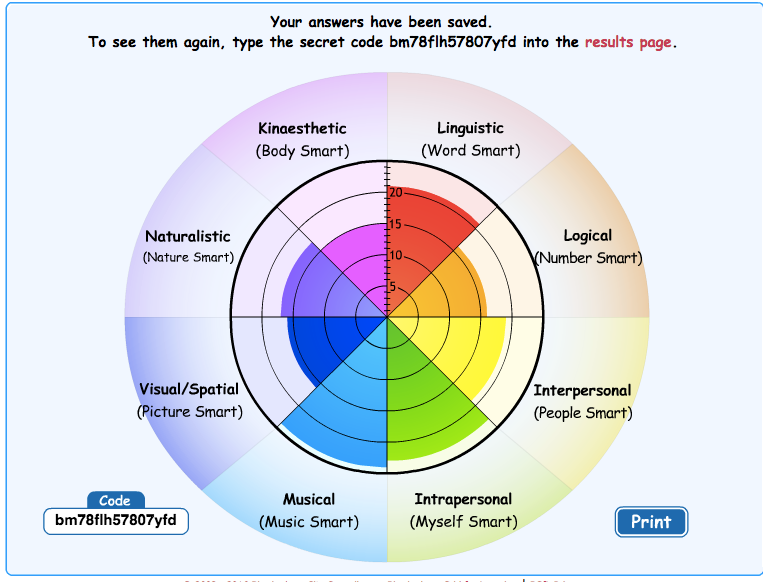 Your answers have been saved.
To see them again, type the secret code bm78flh57807yfd into the results page.
Kinaesthetic
(Body Smart)
Linguistic
(Word Smart)
Naturalistic
(Nature Smart)
Logical
(Number Smart)
20
15
10
5
Visual/Spatial
(Picture Smart)
Interpersonal
(People Smart)
Musical
(Music Smart)
Intrapersonal
(Myself Smart)
Code
bm78flh57807yfd
Print